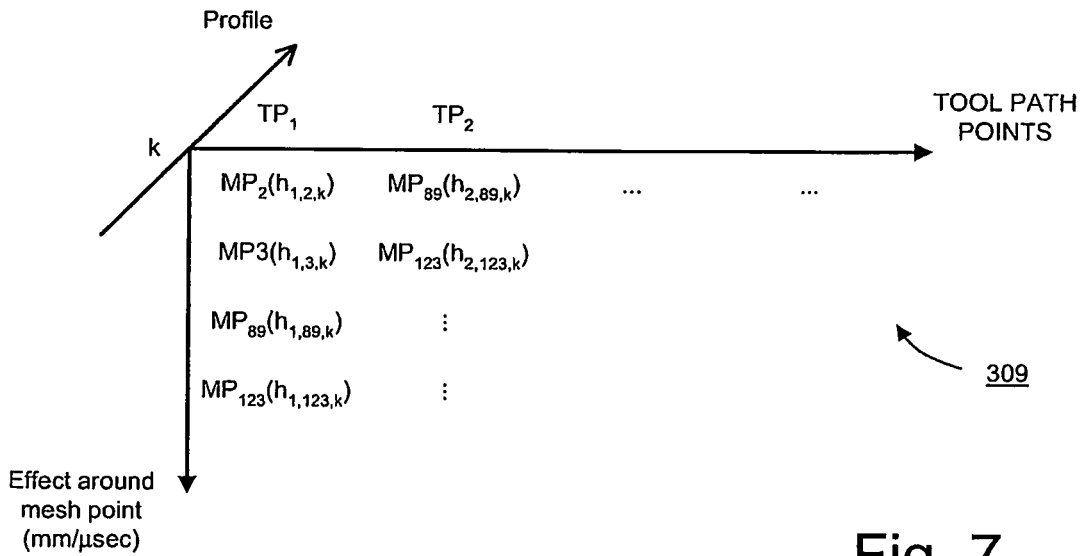 Profile
TP₁ TP₂ TOOL PATH
POINTS
k
MP₂(h₁,₂,ₖ) MP₈₉(h₂,₈₉,ₖ) ... ...
MP3(h₁,₃,ₖ) MP₁₂₃(h₂,₁₂₃,ₖ)
MP₈₉(h₁,₈₉,ₖ) ⋮
MP₁₂₃(h₁,₁₂₃,ₖ) ⋮
309
Effect around
mesh point
(mm/μsec)
Fig. 7